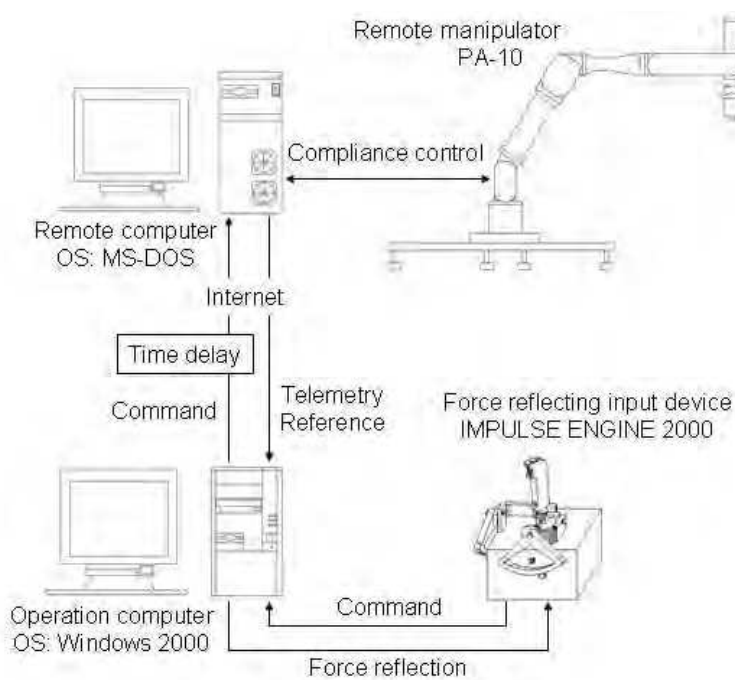 Remote manipulator
PA-10
Compliance control
Remote computer
OS: MS-DOS
Internet
Time delay
Command
Telemetry
Reference
Force reflecting input device
IMPULSE ENGINE 2000
Operation computer
OS: Windows 2000
Command
Force reflection